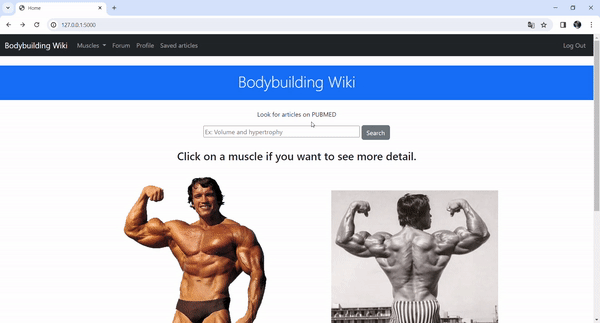 Home
127.0.0.1:5000
Bodybuilding Wiki Muscles Forum Profile Saved articles Log Out
Bodybuilding Wiki
Look for articles on PUBMED
Ex: Volume and hypertrophy Search
Click on a muscle if you want to see more detail.